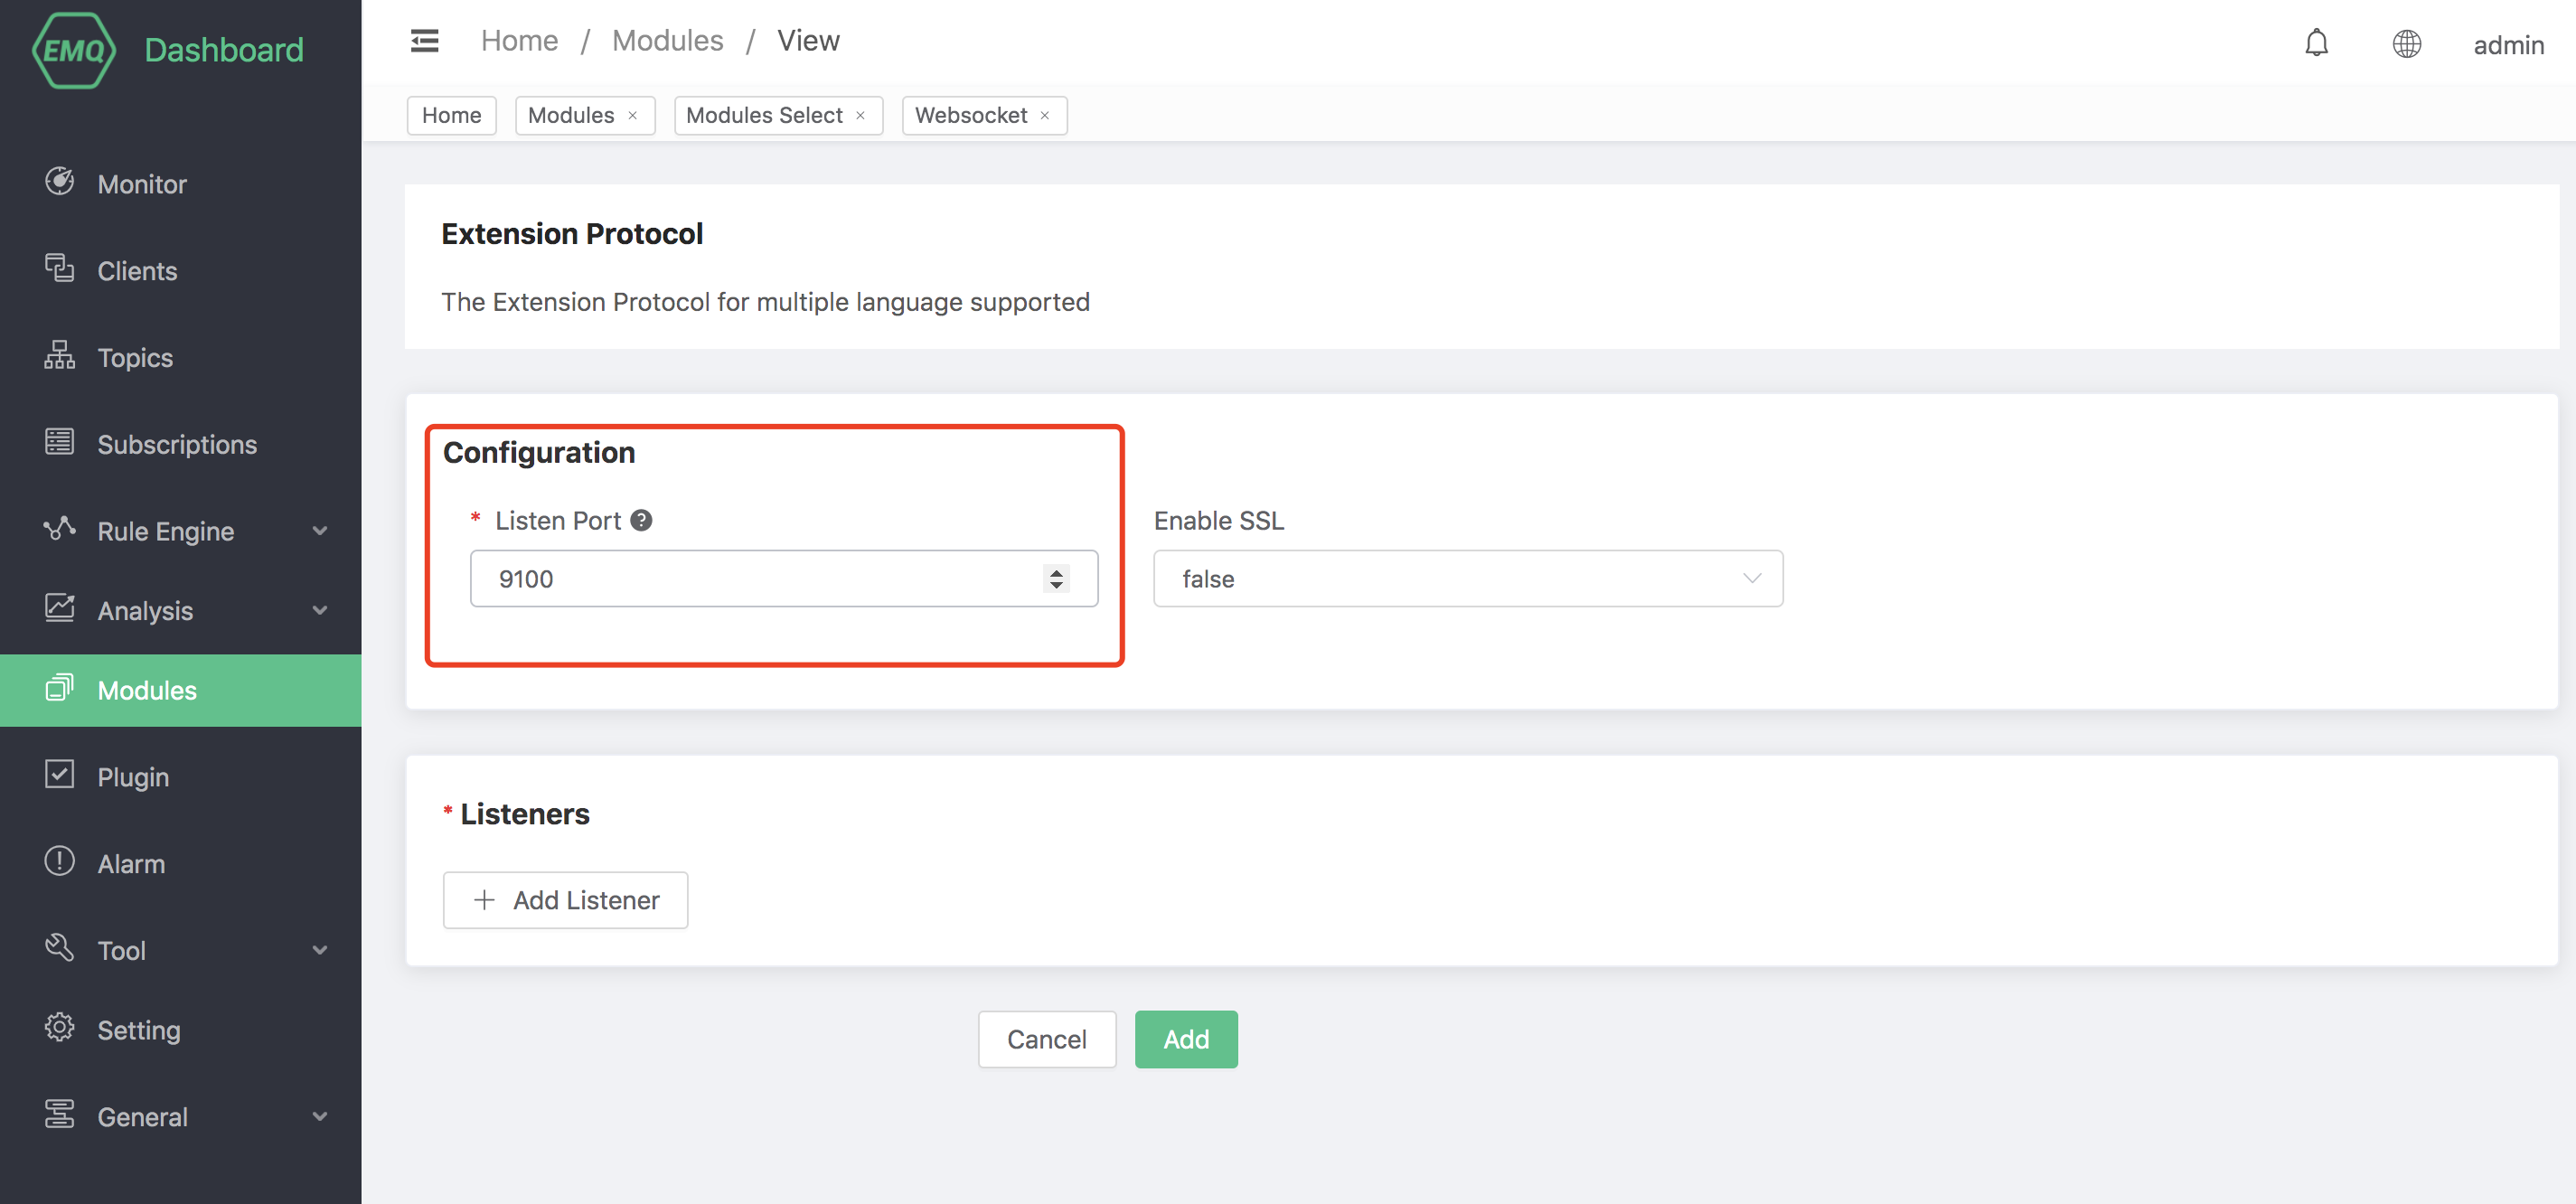 EMQ Dashboard
Home / Modules / View
admin
Home
Modules ×
Modules Select ×
Websocket ×
Monitor
Clients
Topics
Subscriptions
Rule Engine
Analysis
Modules
Plugin
Alarm
Tool
Setting
General
Extension Protocol
The Extension Protocol for multiple language supported
Configuration
* Listen Port ?
9100
Enable SSL
false
* Listeners
+ Add Listener
Cancel
Add